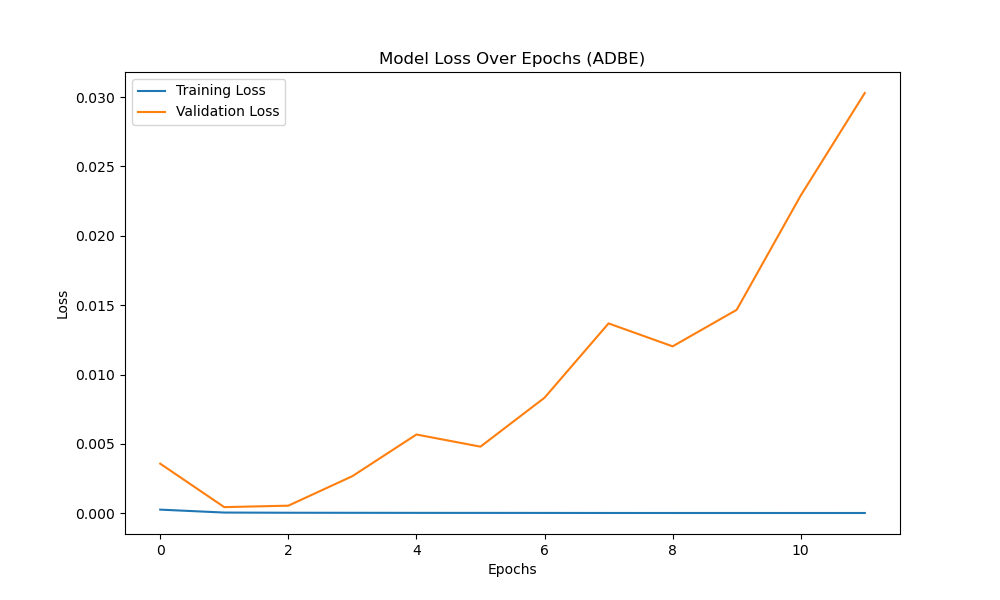 Model Loss Over Epochs (ADBE)
Training Loss
Validation Loss
0.030
0.025
0.020
0.015
0.010
0.005
0.000
Loss
0 2 4 6 8 10
Epochs